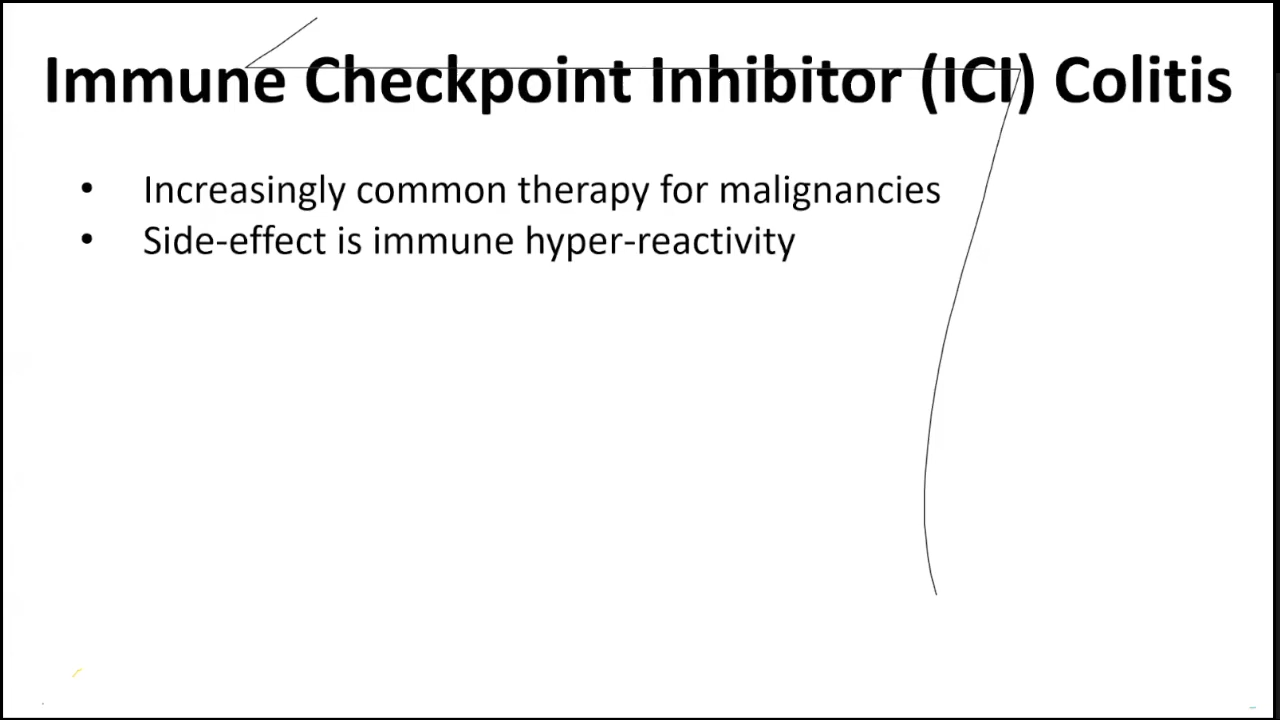 Immune Checkpoint Inhibitor (ICI) Colitis
• Increasingly common therapy for malignancies
• Side-effect is immune hyper-reactivity